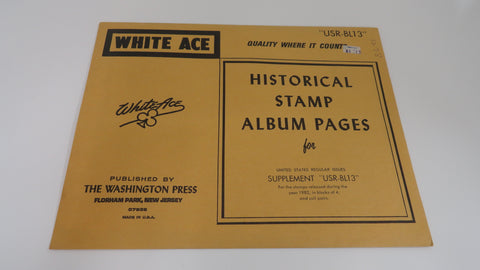 "USR-BL13"
WHITE ACE
QUALITY WHERE IT COUNTS
HISTORICAL
STAMP
ALBUM PAGES
for
White Ace
UNITED STATES REGULAR ISSUES
SUPPLEMENT "USR-BL13"
For the stamps released during the
year 1982, in blocks of 4,
and coil pairs.
PUBLISHED BY
THE WASHINGTON PRESS
FLORHAM PARK, NEW JERSEY
07932
MADE IN U.S.A.